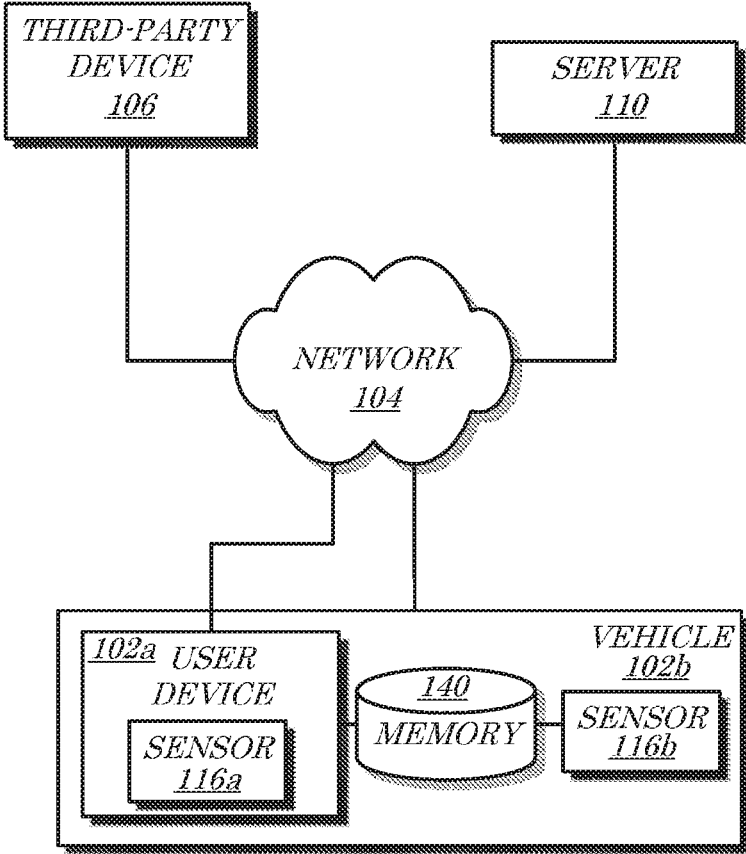 THIRD-PARTY
DEVICE
106
SERVER
110
NETWORK
104
102a
USER
DEVICE
SENSOR
116a
140
MEMORY
VEHICLE
102b
SENSOR
116b